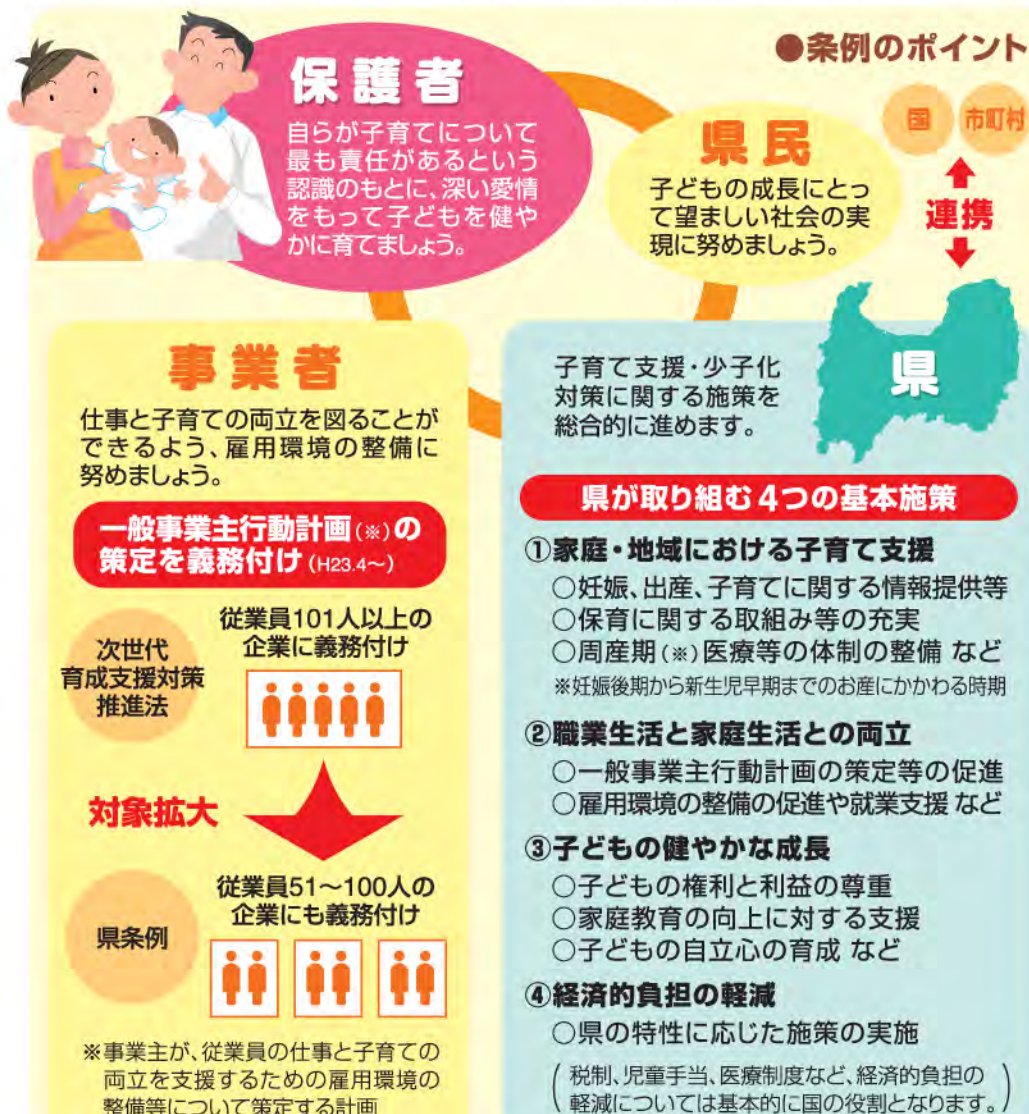 ●条例のポイント
保護者
自らが子育てについて
最も責任があるという
認識のもとに、深い愛情
をもって子どもを健や
かに育てましょう。
県民
子どもの成長にとっ
て望ましい社会の実
現に努めましょう。
国
市町村
連携
県
子育て支援・少子化
対策に関する施策を
総合的に進めます。
事業者
仕事と子育ての両立を図ることが
できるよう、雇用環境の整備に
努めましょう。
一般事業主行動計画(※)の
策定を義務付け(H23.4～)
次世代
育成支援対策
推進法
従業員101人以上の
企業に義務付け
対象拡大
県条例
従業員51～100人の
企業にも義務付け
※事業主が、従業員の仕事と子育ての
両立を支援するための雇用環境の
整備等について策定する計画
県が取り組む4つの基本施策
①家庭・地域における子育て支援
○妊娠、出産、子育てに関する情報提供等
○保育に関する取組み等の充実
○周産期(※)医療等の体制の整備 など
※妊娠後期から新生児早期までのお産にかかわる時期
②職業生活と家庭生活との両立
○一般事業主行動計画の策定等の促進
○雇用環境の整備の促進や就業支援 など
③子どもの健やかな成長
○子どもの権利と利益の尊重
○家庭教育の向上に対する支援
○子どもの自立心の育成 など
④経済的負担の軽減
○県の特性に応じた施策の実施
(税制、児童手当、医療制度など、経済的負担の
軽減については基本的に国の役割となります。)